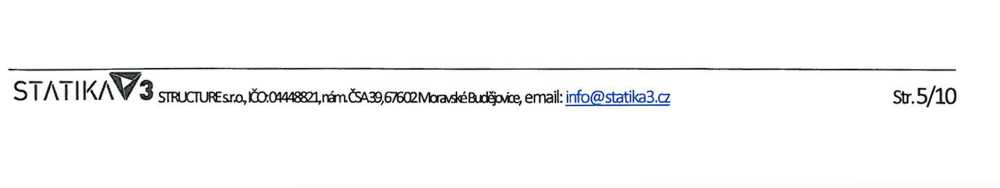 STATIKA 3 STRUCTURE s.r.o., IČO: 04448821, nám. ČSA 39, 67602 Moravské Budějovice, email: info@statika3.cz Str. 5/10